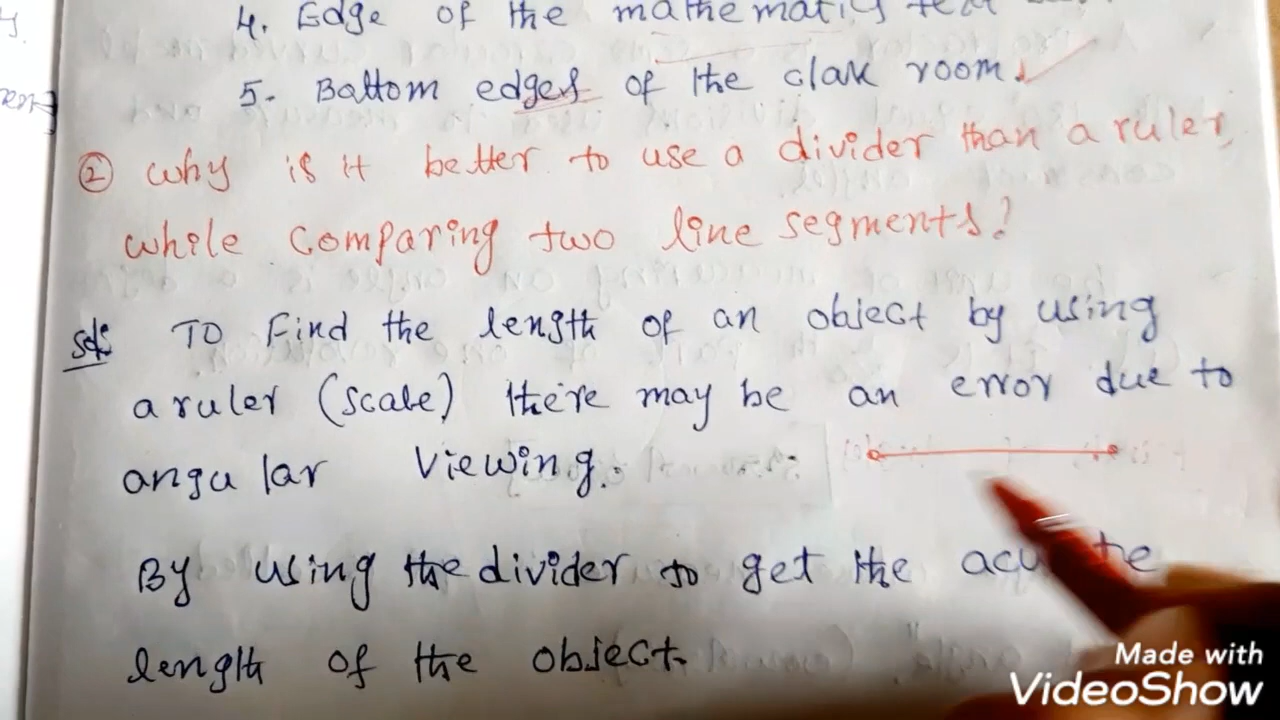 4. Edge of the mathematics
5. Battom edges of the clak room.
② Why is it better to use a divider than a ruler,
while comparing two line segments?
Sol: To Find the length of an object by using
a ruler (scale) there may be an error due to
angular viewing.
By using the divider to get the
length of the object.
Made with
VideoShow